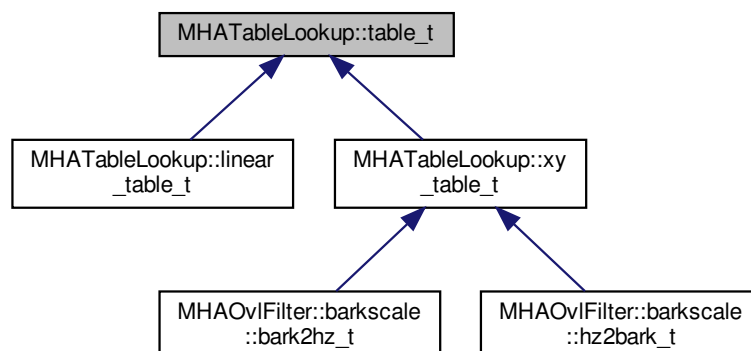 MHATableLookup::table_t
MHATableLookup::linear
_table_t
MHATableLookup::xy
_table_t
MHAOvlFilter::barkscale
::bark2hz_t
MHAOvlFilter::barkscale
::hz2bark_t